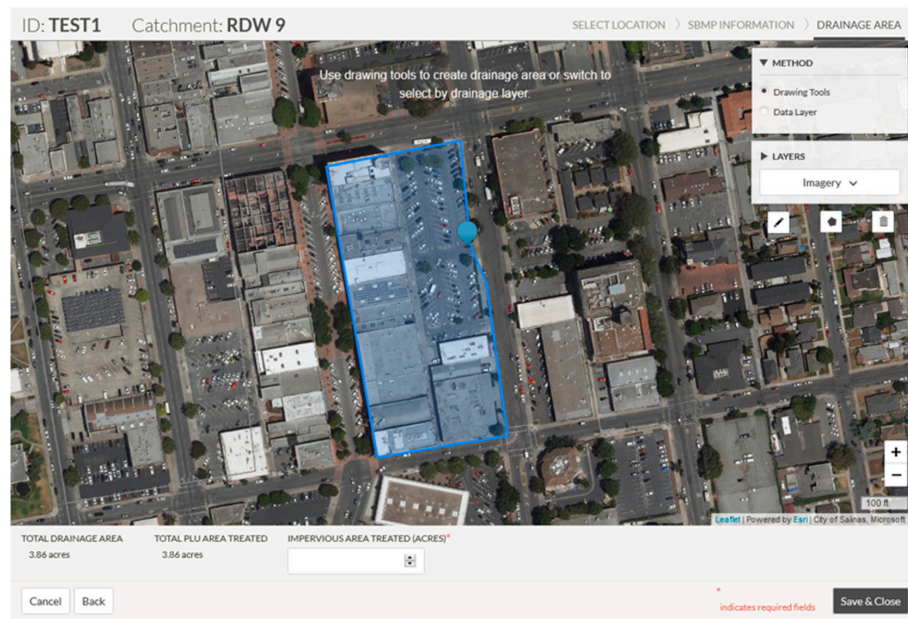 ID: TEST1 Catchment: RDW 9 SELECT LOCATION > SBMP INFORMATION > DRAINAGE AREA
Use drawing tools to create drainage area or switch to
select by drainage layer.
▼ METHOD
Drawing Tools
Data Layer
▶ LAYERS
Imagery
+
−
100 ft
Leaflet | Powered by Esri | City of Salinas, Microsoft
TOTAL DRAINAGE AREA TOTAL PLU AREA TREATED IMPERVIOUS AREA TREATED (ACRES)*
3.86 acres 3.86 acres
Cancel Back * indicates required fields Save & Close